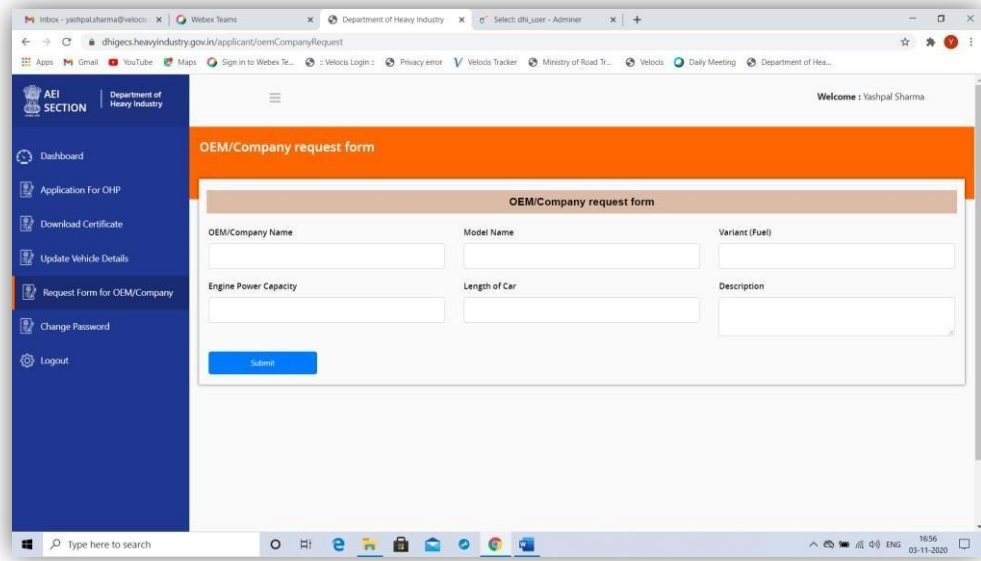 Inbox - yashpal.sharma@velocis.
Webex Teams
Department of Heavy Industry
Select: dhi_user - Adminer
dhigecs.heavyindustry.gov.in/applicant/oemCompanyRequest
Y
Apps Gmail YouTube Maps Sign in to Webex Te... :: Velocis Login :: Privacy error Velocis Tracker Ministry of Road Tr... Velocis Daily Meeting Department of Hea...
AEI
SECTION
Department of
Heavy Industry
Welcome : Yashpal Sharma
Dashboard
Application For OHP
Download Certificate
Update Vehicle Details
Request Form for OEM/Company
Change Password
Logout
OEM/Company request form
OEM/Company request form
OEM/Company Name Model Name Variant (Fuel)
Engine Power Capacity Length of Car Description
Submit
Type here to search
ENG
16:56
03-11-2020